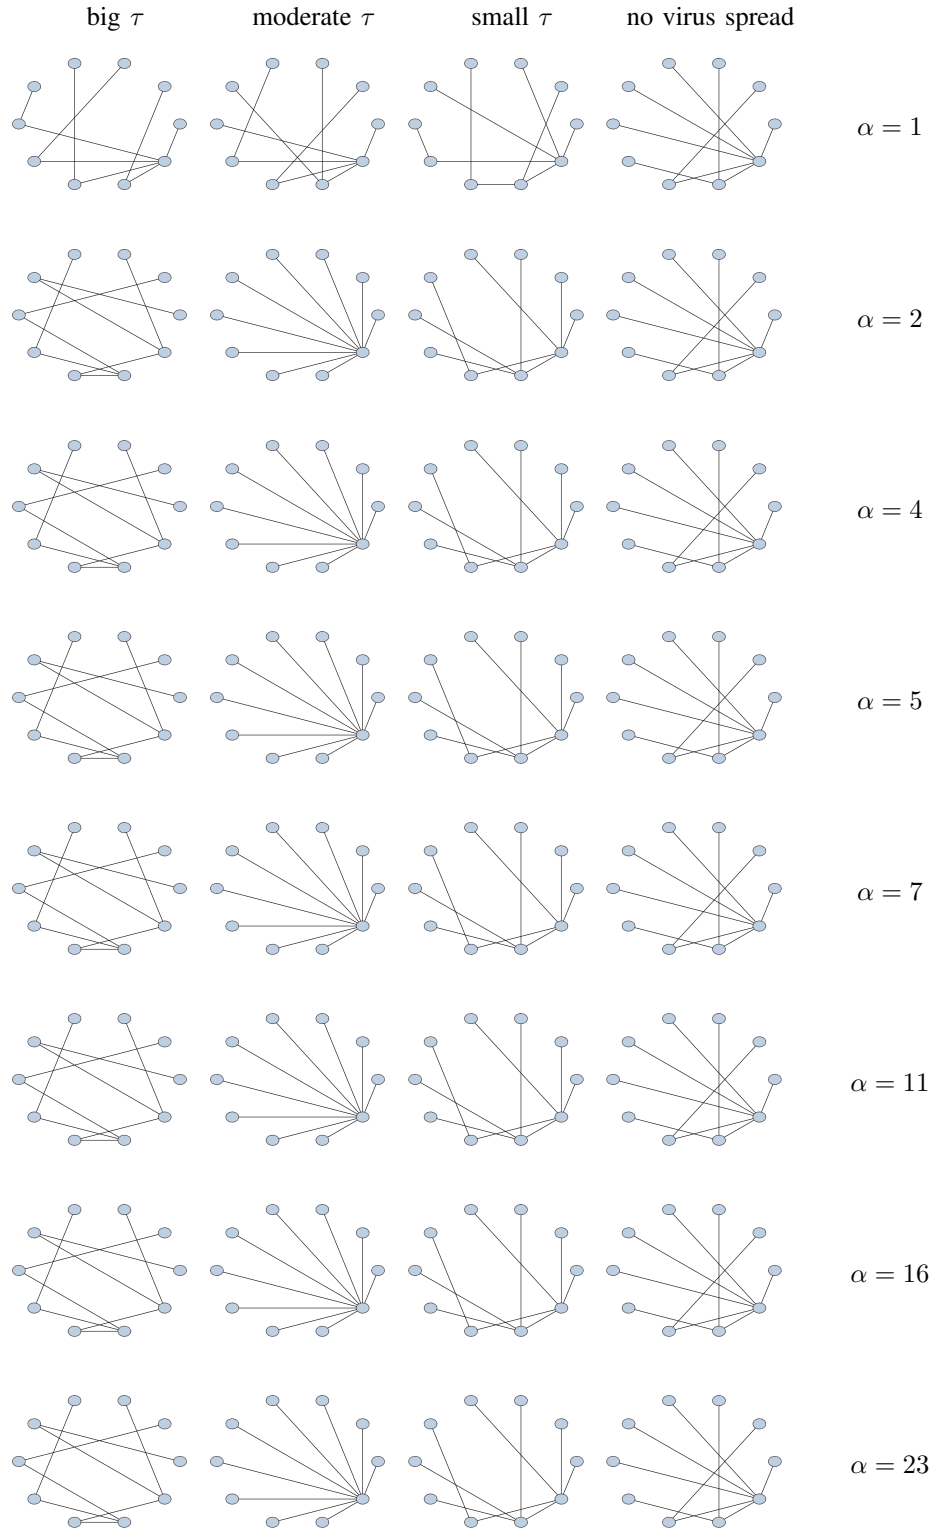 big τ moderate τ small τ no virus spread
α = 1
α = 2
α = 4
α = 5
α = 7
α = 11
α = 16
α = 23